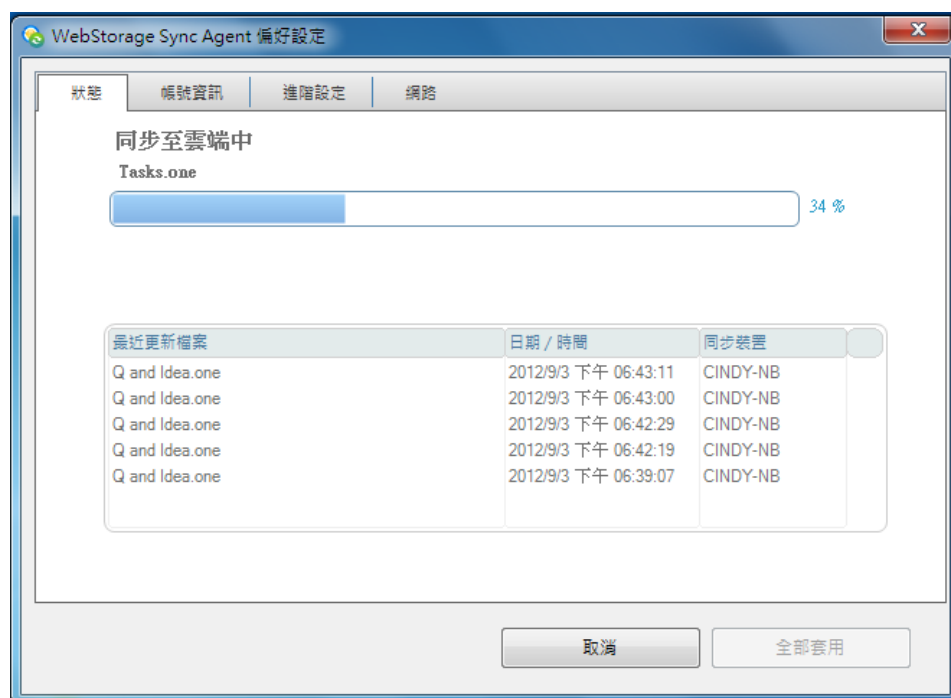 WebStorage Sync Agent 偏好設定
狀態 帳號資訊 進階設定 網路
同步至雲端中
Tasks.one
34 %
最近更新檔案 日期 / 時間 同步裝置
Q and Idea.one 2012/9/3 下午 06:43:11 CINDY-NB
Q and Idea.one 2012/9/3 下午 06:43:00 CINDY-NB
Q and Idea.one 2012/9/3 下午 06:42:29 CINDY-NB
Q and Idea.one 2012/9/3 下午 06:42:19 CINDY-NB
Q and Idea.one 2012/9/3 下午 06:39:07 CINDY-NB
取消 全部套用